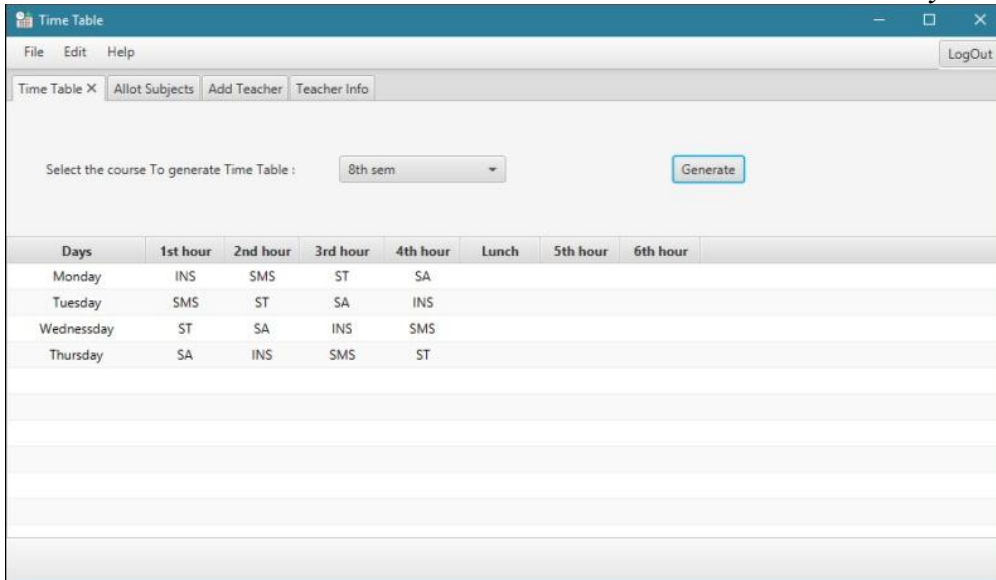 Time Table
File Edit Help LogOut
Time Table X Allot Subjects Add Teacher Teacher Info
Select the course To generate Time Table : 8th sem Generate
Days 1st hour 2nd hour 3rd hour 4th hour Lunch 5th hour 6th hour
Monday INS SMS ST SA
Tuesday SMS ST SA INS
Wednessday ST SA INS SMS
Thursday SA INS SMS ST